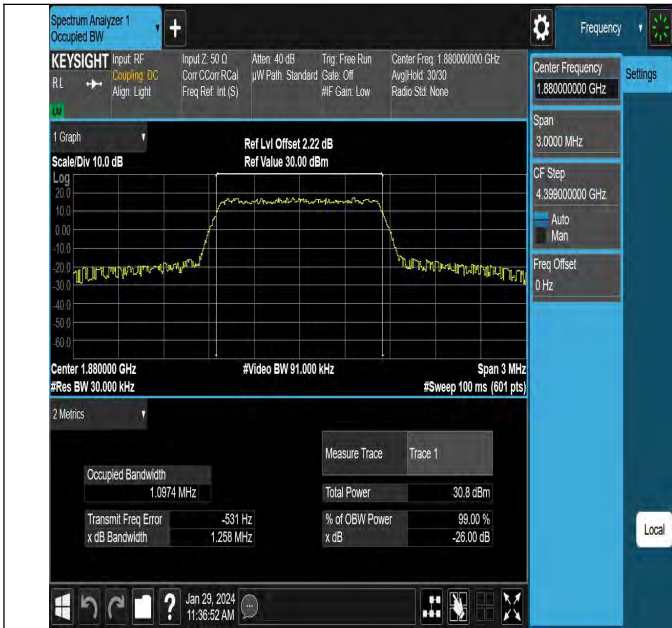 Spectrum Analyzer 1
Occupied BW
Frequency
KEYSIGHT
RL
Input: RF
Coupling: DC
Align: Light
Input Z: 50 Ω
Corr CCorr RCal
Freq Ref: Int (S)
Atten: 40 dB
µW Path: Standard
Trig: Free Run
Gate: Off
#IF Gain: Low
Center Freq: 1.880000000 GHz
Avg|Hold: 30/30
Radio Std: None
Center Frequency
1.880000000 GHz
Settings
Span
3.0000 MHz
CF Step
4.399000000 GHz
Auto
Man
Freq Offset
0 Hz
1 Graph
Scale/Div 10.0 dB
Ref Lvl Offset 2.22 dB
Ref Value 30.00 dBm
Log
20.0
10.0
0.00
-10.0
-20.0
-30.0
-40.0
-50.0
-60.0
Center 1.880000 GHz
#Video BW 91.000 kHz
Span 3 MHz
#Res BW 30.000 kHz
#Sweep 100 ms (601 pts)
2 Metrics
Measure Trace Trace 1
Occupied Bandwidth
1.0974 MHz
Total Power 30.8 dBm
Transmit Freq Error -531 Hz
% of OBW Power 99.00 %
x dB Bandwidth 1.258 MHz
x dB -26.00 dB
Local
Jan 29, 2024
11:36:52 AM